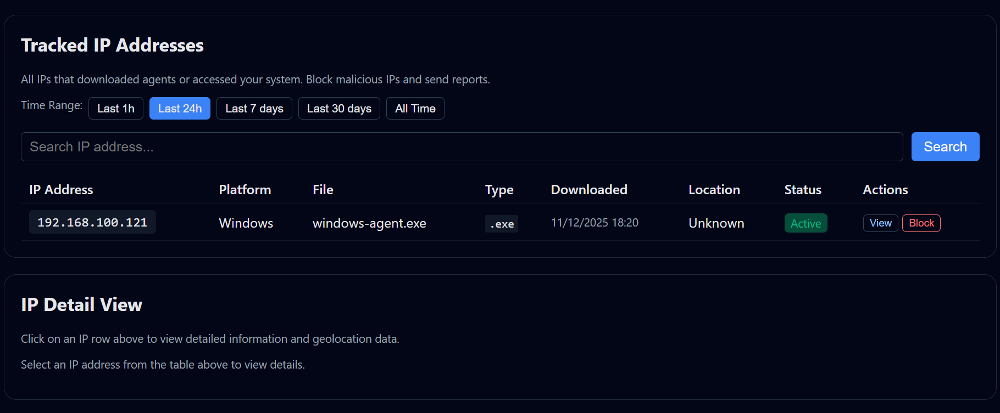 Tracked IP Addresses
All IPs that downloaded agents or accessed your system. Block malicious IPs and send reports.
Time Range: Last 1h Last 24h Last 7 days Last 30 days All Time
Search IP address... Search
IP Address Platform File Type Downloaded Location Status Actions
192.168.100.121 Windows windows-agent.exe .exe 11/12/2025 18:20 Unknown Active View Block
IP Detail View
Click on an IP row above to view detailed information and geolocation data.
Select an IP address from the table above to view details.